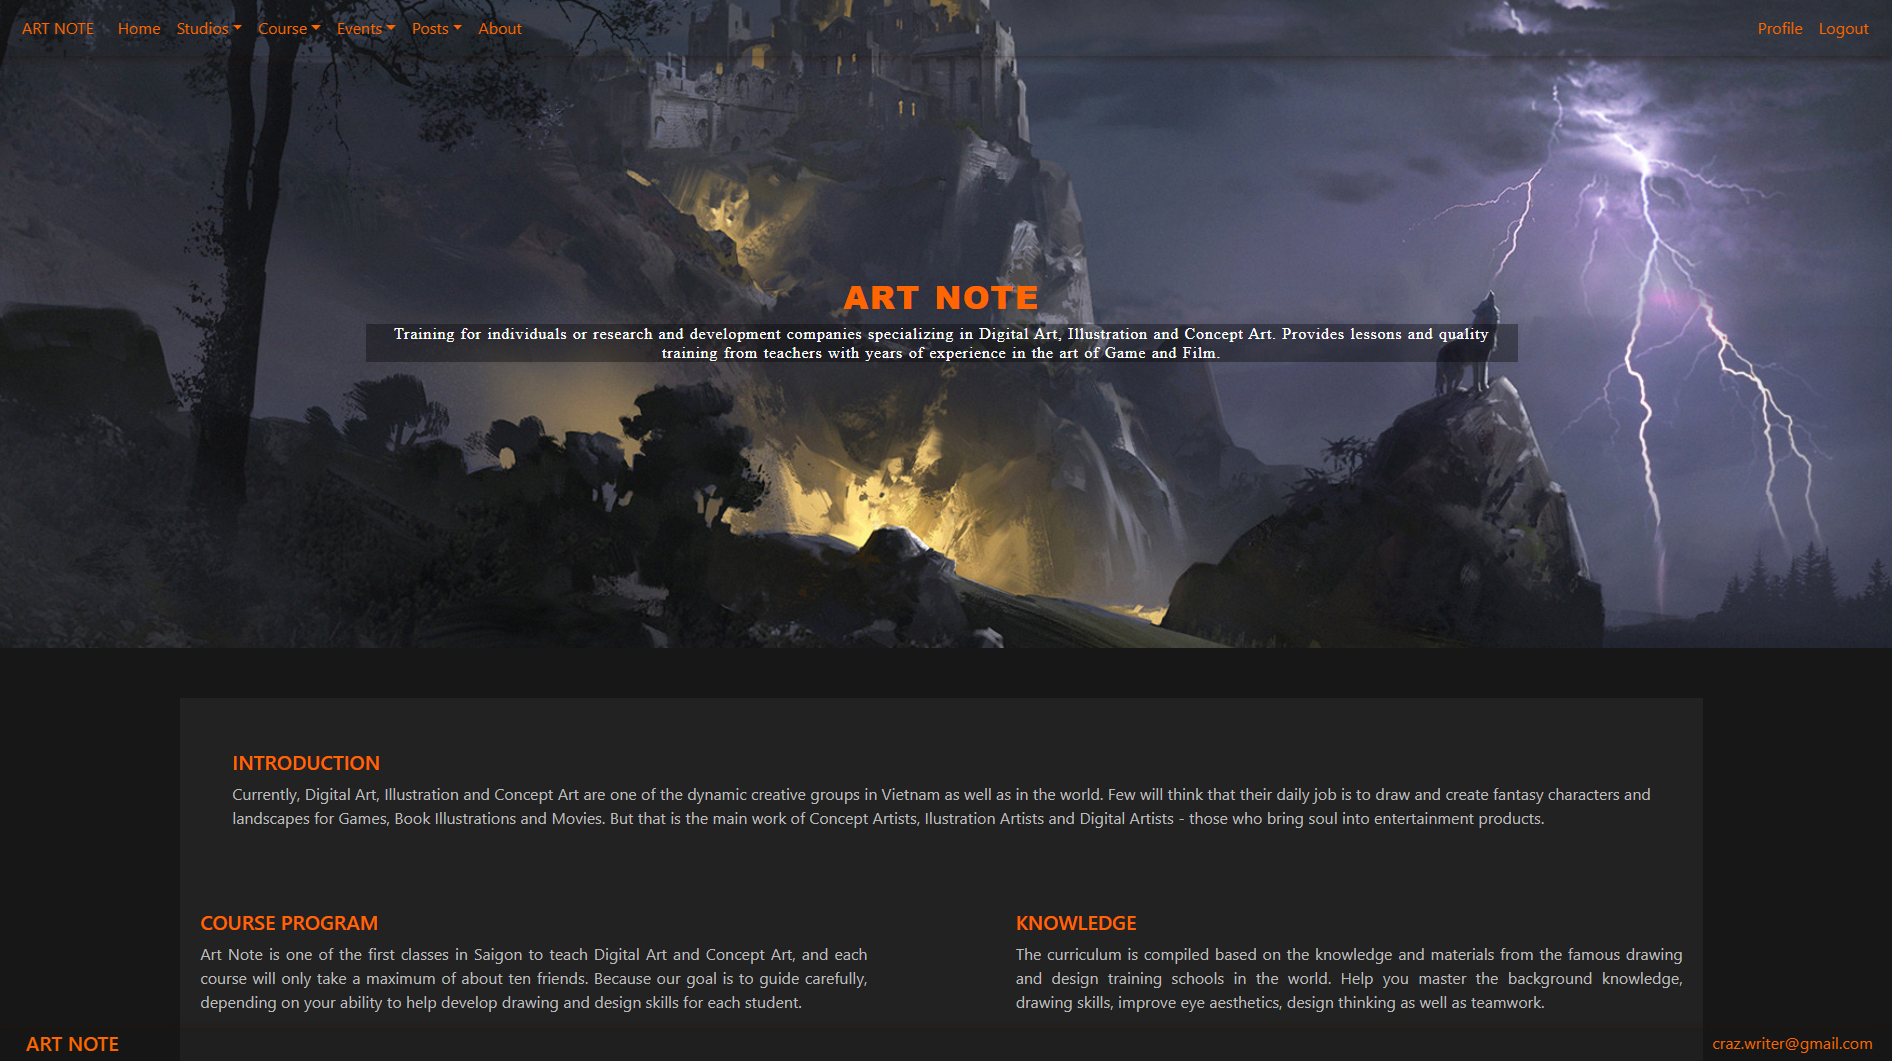 ART NOTE Home Studios Course Events Posts About Profile Logout
ART NOTE
Training for individuals or research and development companies specializing in Digital Art, Illustration and Concept Art. Provides lessons and quality
training from teachers with years of experience in the art of Game and Film.
INTRODUCTION
Currently, Digital Art, Illustration and Concept Art are one of the dynamic creative groups in Vietnam as well as in the world. Few will think that their daily job is to draw and create fantasy characters and
landscapes for Games, Book Illustrations and Movies. But that is the main work of Concept Artists, Ilustration Artists and Digital Artists - those who bring soul into entertainment products.
COURSE PROGRAM
Art Note is one of the first classes in Saigon to teach Digital Art and Concept Art, and each
course will only take a maximum of about ten friends. Because our goal is to guide carefully,
depending on your ability to help develop drawing and design skills for each student.
KNOWLEDGE
The curriculum is compiled based on the knowledge and materials from the famous drawing
and design training schools in the world. Help you master the background knowledge,
drawing skills, improve eye aesthetics, design thinking as well as teamwork.
ART NOTE
craz.writer@gmail.com